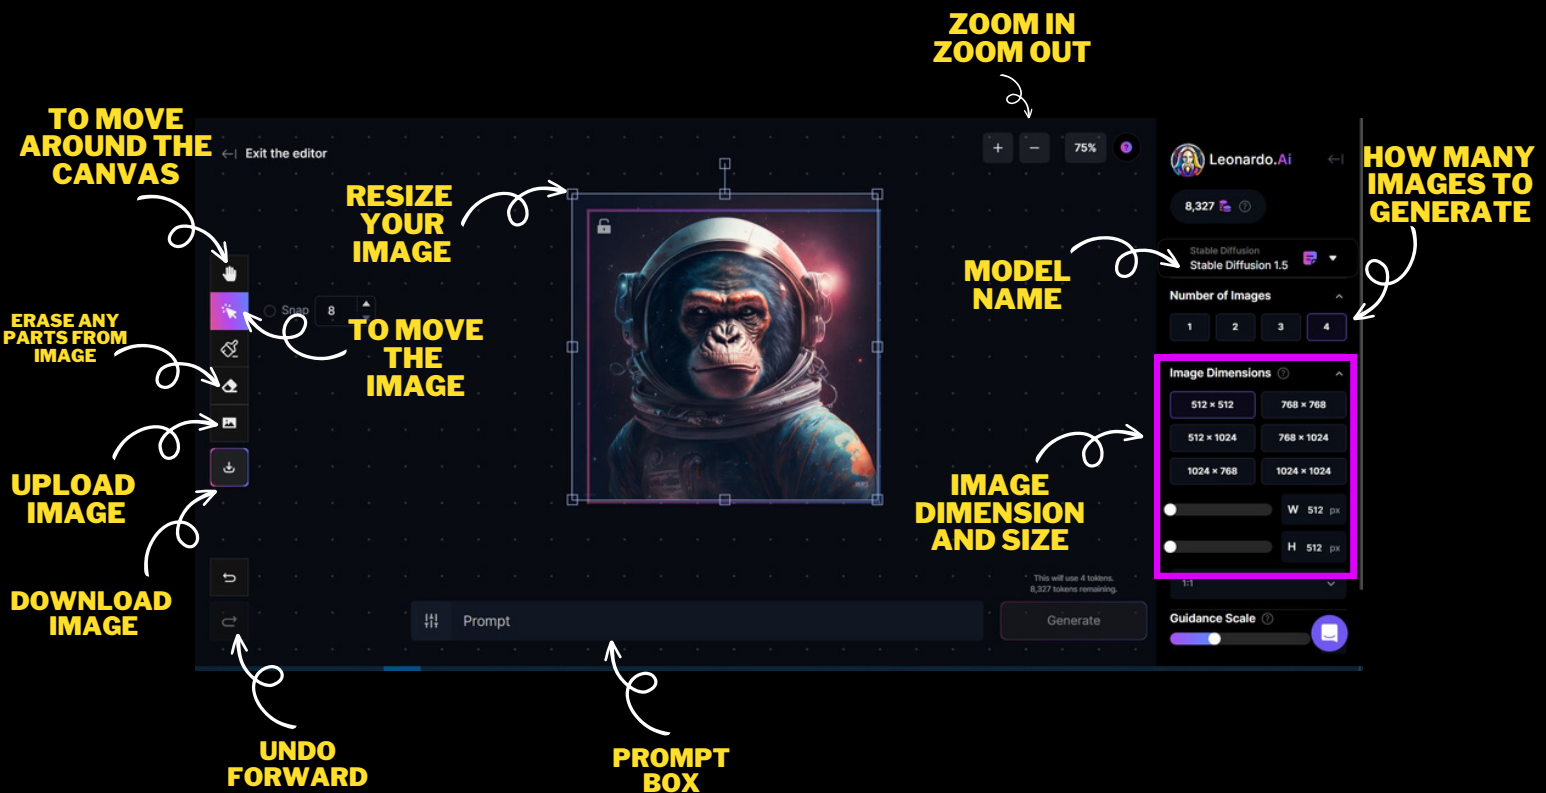 ZOOM IN
ZOOM OUT
TO MOVE
AROUND THE
CANVAS
Exit the editor
+
−
75%
?
Leonardo.Ai
HOW MANY
IMAGES TO
GENERATE
RESIZE
YOUR
IMAGE
8,327
?
MODEL
NAME
Stable Diffusion
Stable Diffusion 1.5
Number of Images
1
2
3
4
Snap
8
TO MOVE
THE
IMAGE
ERASE ANY
PARTS FROM
IMAGE
Image Dimensions
?
512 × 512
768 × 768
512 × 1024
768 × 1024
1024 × 768
1024 × 1024
W 512 px
H 512 px
1:1
UPLOAD
IMAGE
IMAGE
DIMENSION
AND SIZE
DOWNLOAD
IMAGE
This will use 4 tokens.
8,327 tokens remaining.
Prompt
Generate
Guidance Scale
?
UNDO
FORWARD
PROMPT
BOX